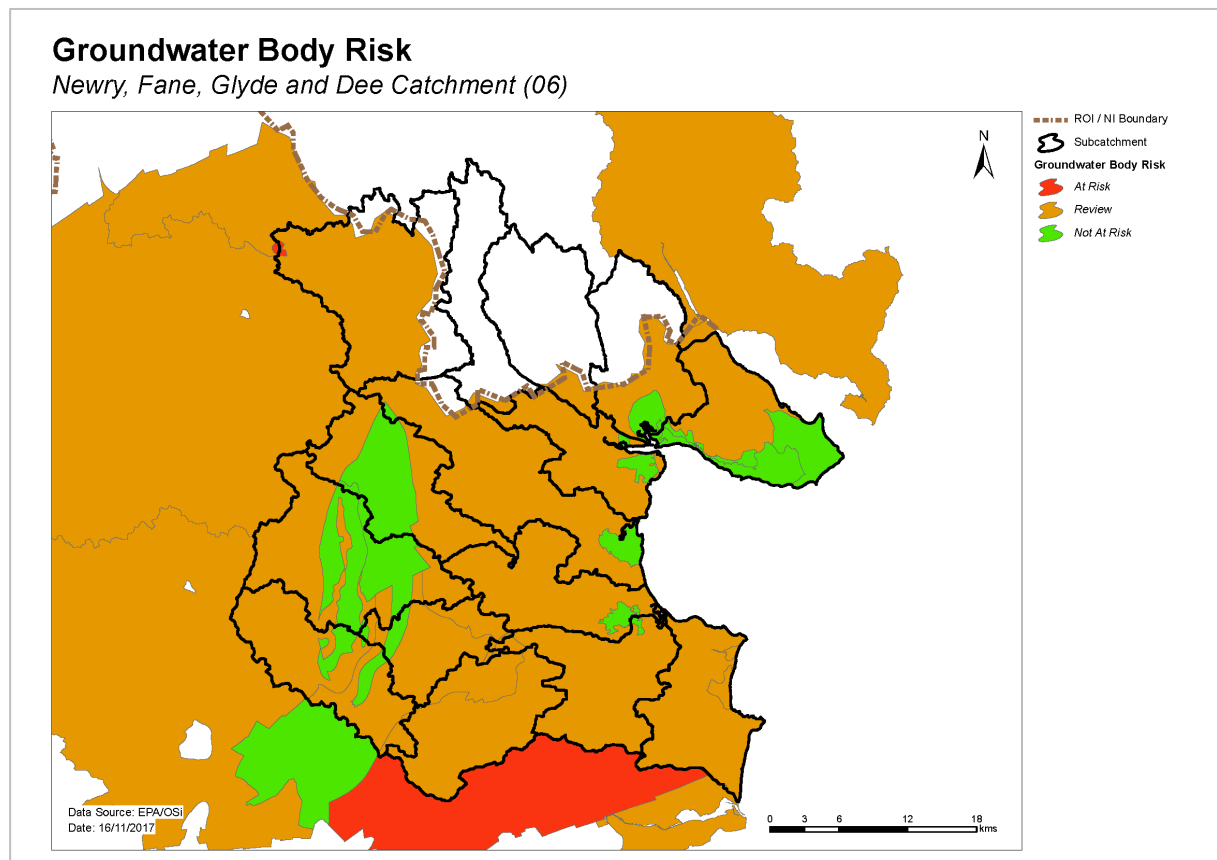 Groundwater Body Risk
Newry, Fane, Glyde and Dee Catchment (06)
ROI / NI Boundary
Subcatchment
Groundwater Body Risk
At Risk
Review
Not At Risk
N
Data Source: EPA/OSi
Date: 16/11/2017
0 3 6 12 18
kms